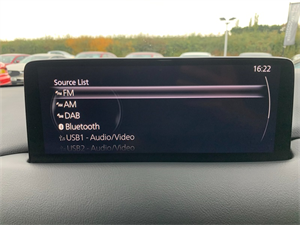 16:22
Source List
FM
AM
DAB
Bluetooth
USB1 - Audio/Video
USB2 - Audio/Video